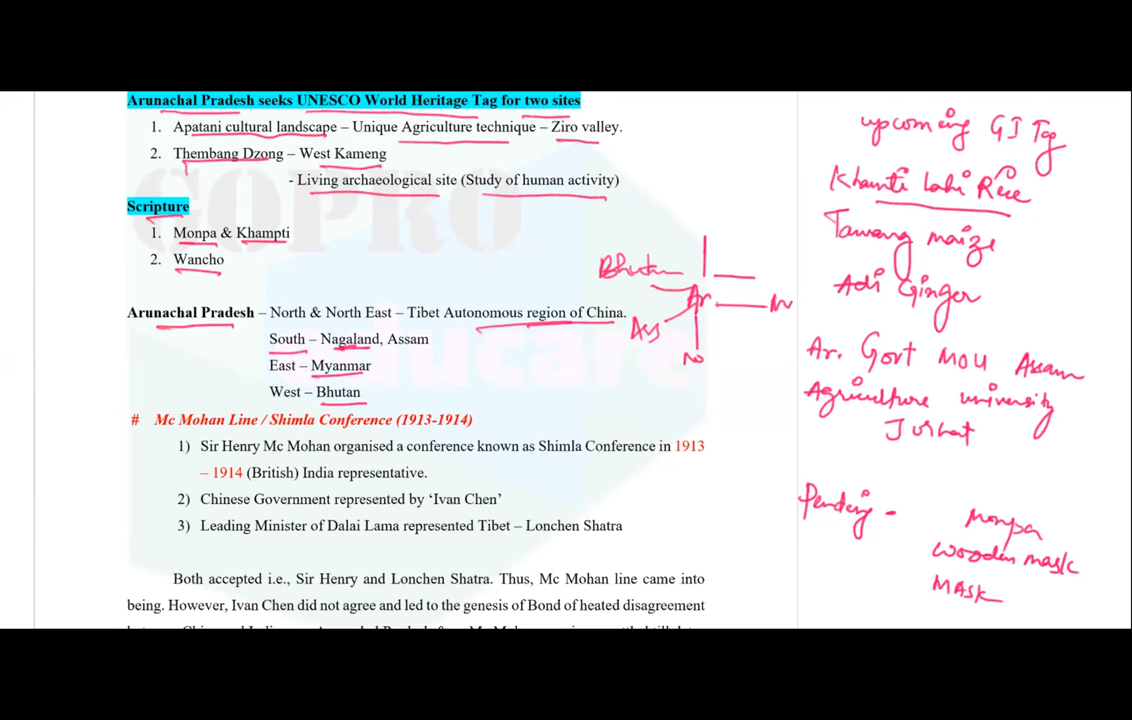 Arunachal Pradesh seeks UNESCO World Heritage Tag for two sites
1. Apatani cultural landscape – Unique Agriculture technique – Ziro valley.
2. Thembang Dzong – West Kameng
- Living archaeological site (Study of human activity)
Scripture
1. Monpa & Khampti
2. Wancho
Arunachal Pradesh – North & North East – Tibet Autonomous region of China.
South – Nagaland, Assam
East – Myanmar
West – Bhutan
# Mc Mohan Line / Shimla Conference (1913-1914)
1) Sir Henry Mc Mohan organised a conference known as Shimla Conference in 1913
– 1914 (British) India representative.
2) Chinese Government represented by ‘Ivan Chen’
3) Leading Minister of Dalai Lama represented Tibet – Lonchen Shatra
Both accepted i.e., Sir Henry and Lonchen Shatra. Thus, Mc Mohan line came into
being. However, Ivan Chen did not agree and led to the genesis of Bond of heated disagreement
GOPRO
educare
Bhutan
Ar
Ass
upcoming GI Tag
Khamti Lahi Rice
Tawang maize
Adi Ginger
Ar. Govt MOU Assam
Agriculture university
Jorhat
Pending -
Monpa
wooden mask
MASK